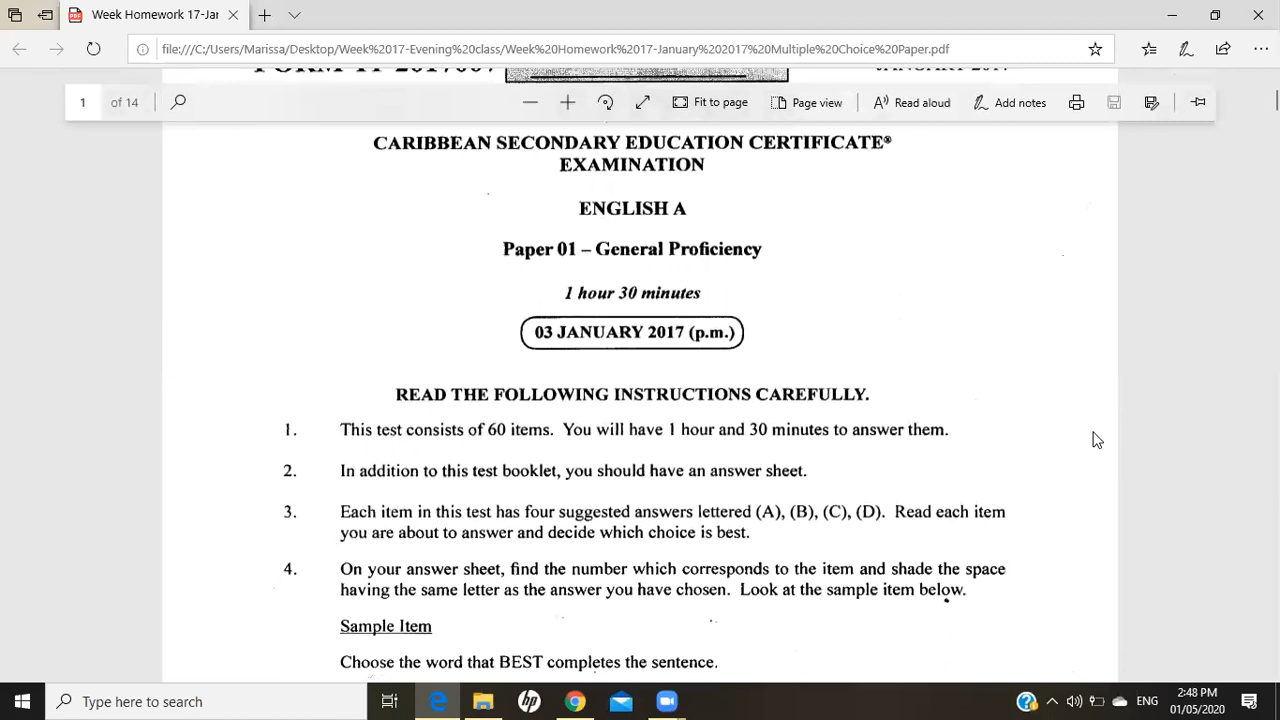 Week Homework 17-Jan
file:///C:/Users/Marissa/Desktop/Week%2017-Evening%20class/Week%20Homework%2017-January%202017%20Multiple%20Choice%20Paper.pdf
1 of 14 Fit to page Page view Read aloud Add notes
CARIBBEAN SECONDARY EDUCATION CERTIFICATE®
EXAMINATION
ENGLISH A
Paper 01 – General Proficiency
1 hour 30 minutes
03 JANUARY 2017 (p.m.)
READ THE FOLLOWING INSTRUCTIONS CAREFULLY.
1. This test consists of 60 items. You will have 1 hour and 30 minutes to answer them.
2. In addition to this test booklet, you should have an answer sheet.
3. Each item in this test has four suggested answers lettered (A), (B), (C), (D). Read each item
you are about to answer and decide which choice is best.
4. On your answer sheet, find the number which corresponds to the item and shade the space
having the same letter as the answer you have chosen. Look at the sample item below.
Sample Item
Choose the word that BEST completes the sentence.
Type here to search
ENG
2:48 PM
01/05/2020